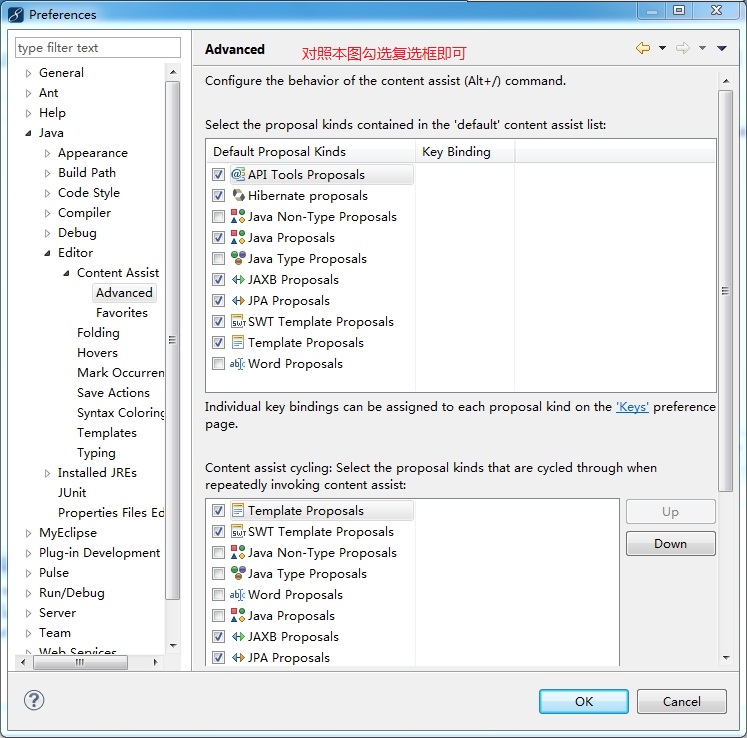 Preferences
type filter text
General
Ant
Help
Java
Appearance
Build Path
Code Style
Compiler
Debug
Editor
Content Assist
Advanced
Favorites
Folding
Hovers
Mark Occurren
Save Actions
Syntax Coloring
Templates
Typing
Installed JREs
JUnit
Properties Files Ed
MyEclipse
Plug-in Development
Pulse
Run/Debug
Server
Team
Web Services
Advanced
对照本图勾选复选框即可
Configure the behavior of the content assist (Alt+/) command.
Select the proposal kinds contained in the 'default' content assist list:
Default Proposal Kinds Key Binding
API Tools Proposals
Hibernate proposals
Java Non-Type Proposals
Java Proposals
Java Type Proposals
JAXB Proposals
JPA Proposals
SWT Template Proposals
Template Proposals
Word Proposals
Individual key bindings can be assigned to each proposal kind on the 'Keys' preference
page.
Content assist cycling: Select the proposal kinds that are cycled through when
repeatedly invoking content assist:
Template Proposals
SWT Template Proposals
Java Non-Type Proposals
Java Type Proposals
Word Proposals
Java Proposals
JAXB Proposals
JPA Proposals
Up
Down
OK
Cancel